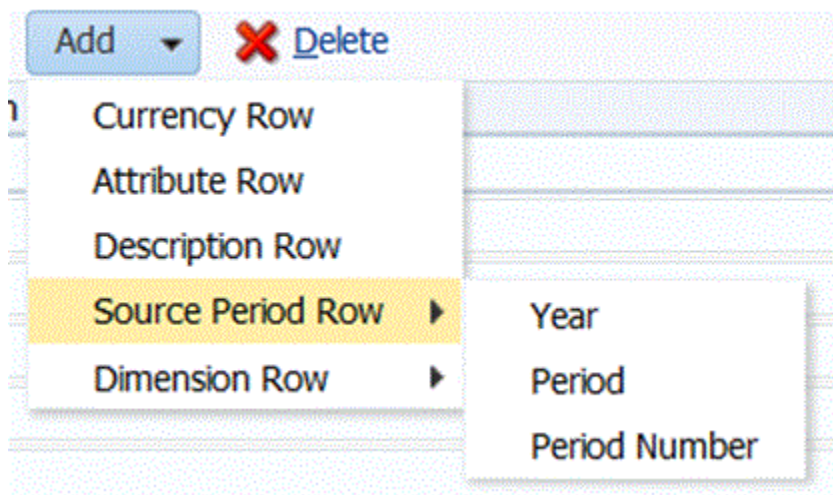 Add Delete
Currency Row
Attribute Row
Description Row
Source Period Row
Dimension Row
Year
Period
Period Number